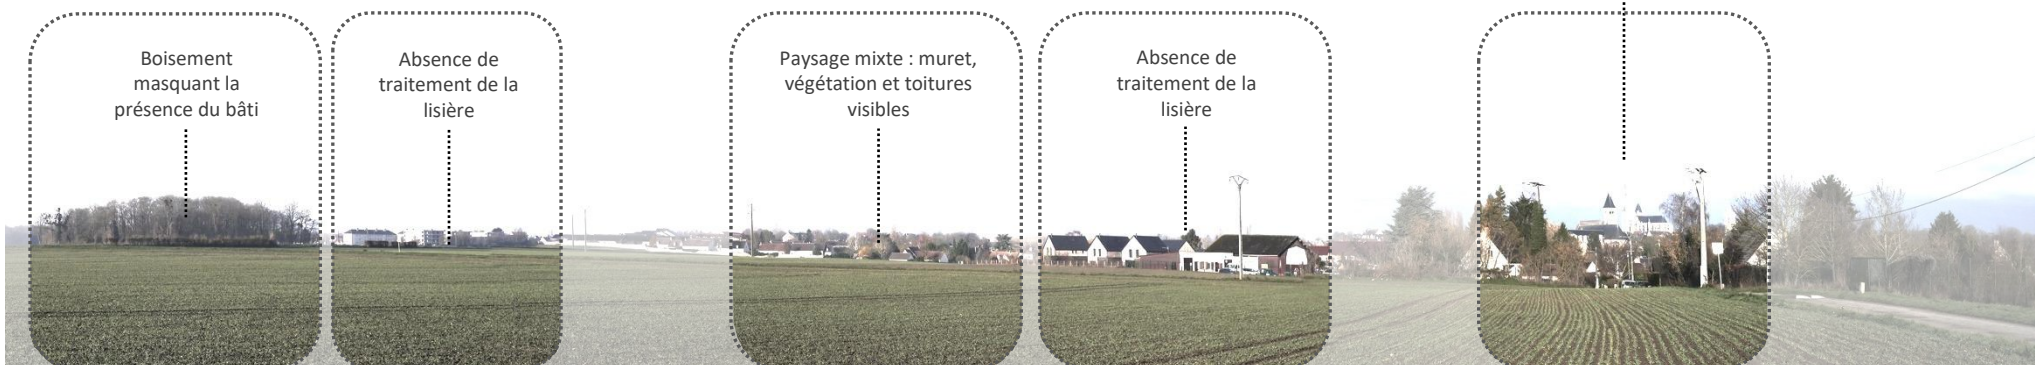 Boisement
masquant la
présence du bâti
Absence de
traitement de la
lisière
Paysage mixte : muret,
végétation et toitures
visibles
Absence de
traitement de la
lisière